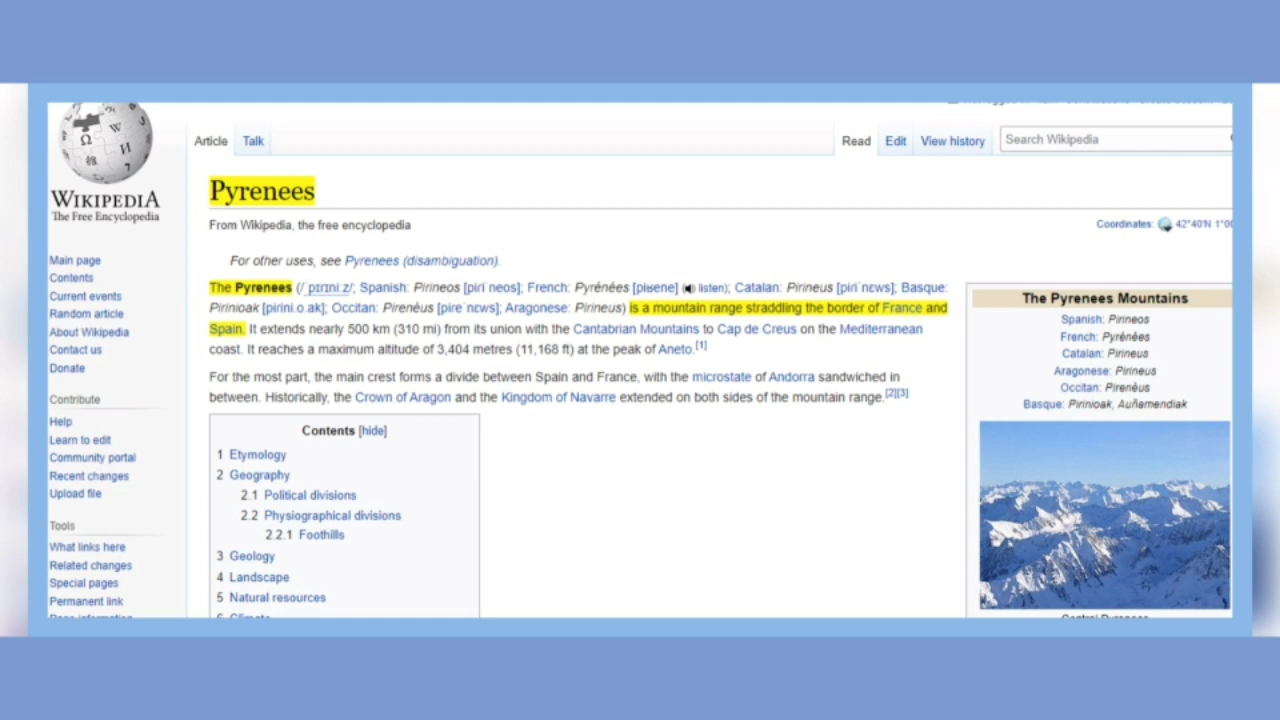 WIKIPEDIA
The Free Encyclopedia
Main page
Contents
Current events
Random article
About Wikipedia
Contact us
Donate
Contribute
Help
Learn to edit
Community portal
Recent changes
Upload file
Tools
What links here
Related changes
Special pages
Permanent link
Article Talk Read Edit View history Search Wikipedia
Pyrenees
From Wikipedia, the free encyclopedia
Coordinates: 42°40′N
For other uses, see Pyrenees (disambiguation).
The Pyrenees Spanish: Pirineos French: Pyrénées listen); Catalan: Pirineus Basque:
Pirinioak Occitan: Pirenèus Aragonese: Pirineus) is a mountain range straddling the border of France and
Spain. It extends nearly 500 km (310 mi) from its union with the Cantabrian Mountains to Cap de Creus on the Mediterranean
coast. It reaches a maximum altitude of 3,404 metres (11,168 ft) at the peak of Aneto.[1]
For the most part, the main crest forms a divide between Spain and France, with the microstate of Andorra sandwiched in
between. Historically, the Crown of Aragon and the Kingdom of Navarre extended on both sides of the mountain range.[2][3]
Contents [hide]
1 Etymology
2 Geography
2.1 Political divisions
2.2 Physiographical divisions
2.2.1 Foothills
3 Geology
4 Landscape
5 Natural resources
The Pyrenees Mountains
Spanish: Pirineos
French: Pyrénées
Catalan: Pirineus
Aragonese: Pirineus
Occitan: Pirenèus
Basque: Pirinioak, Auñamendiak